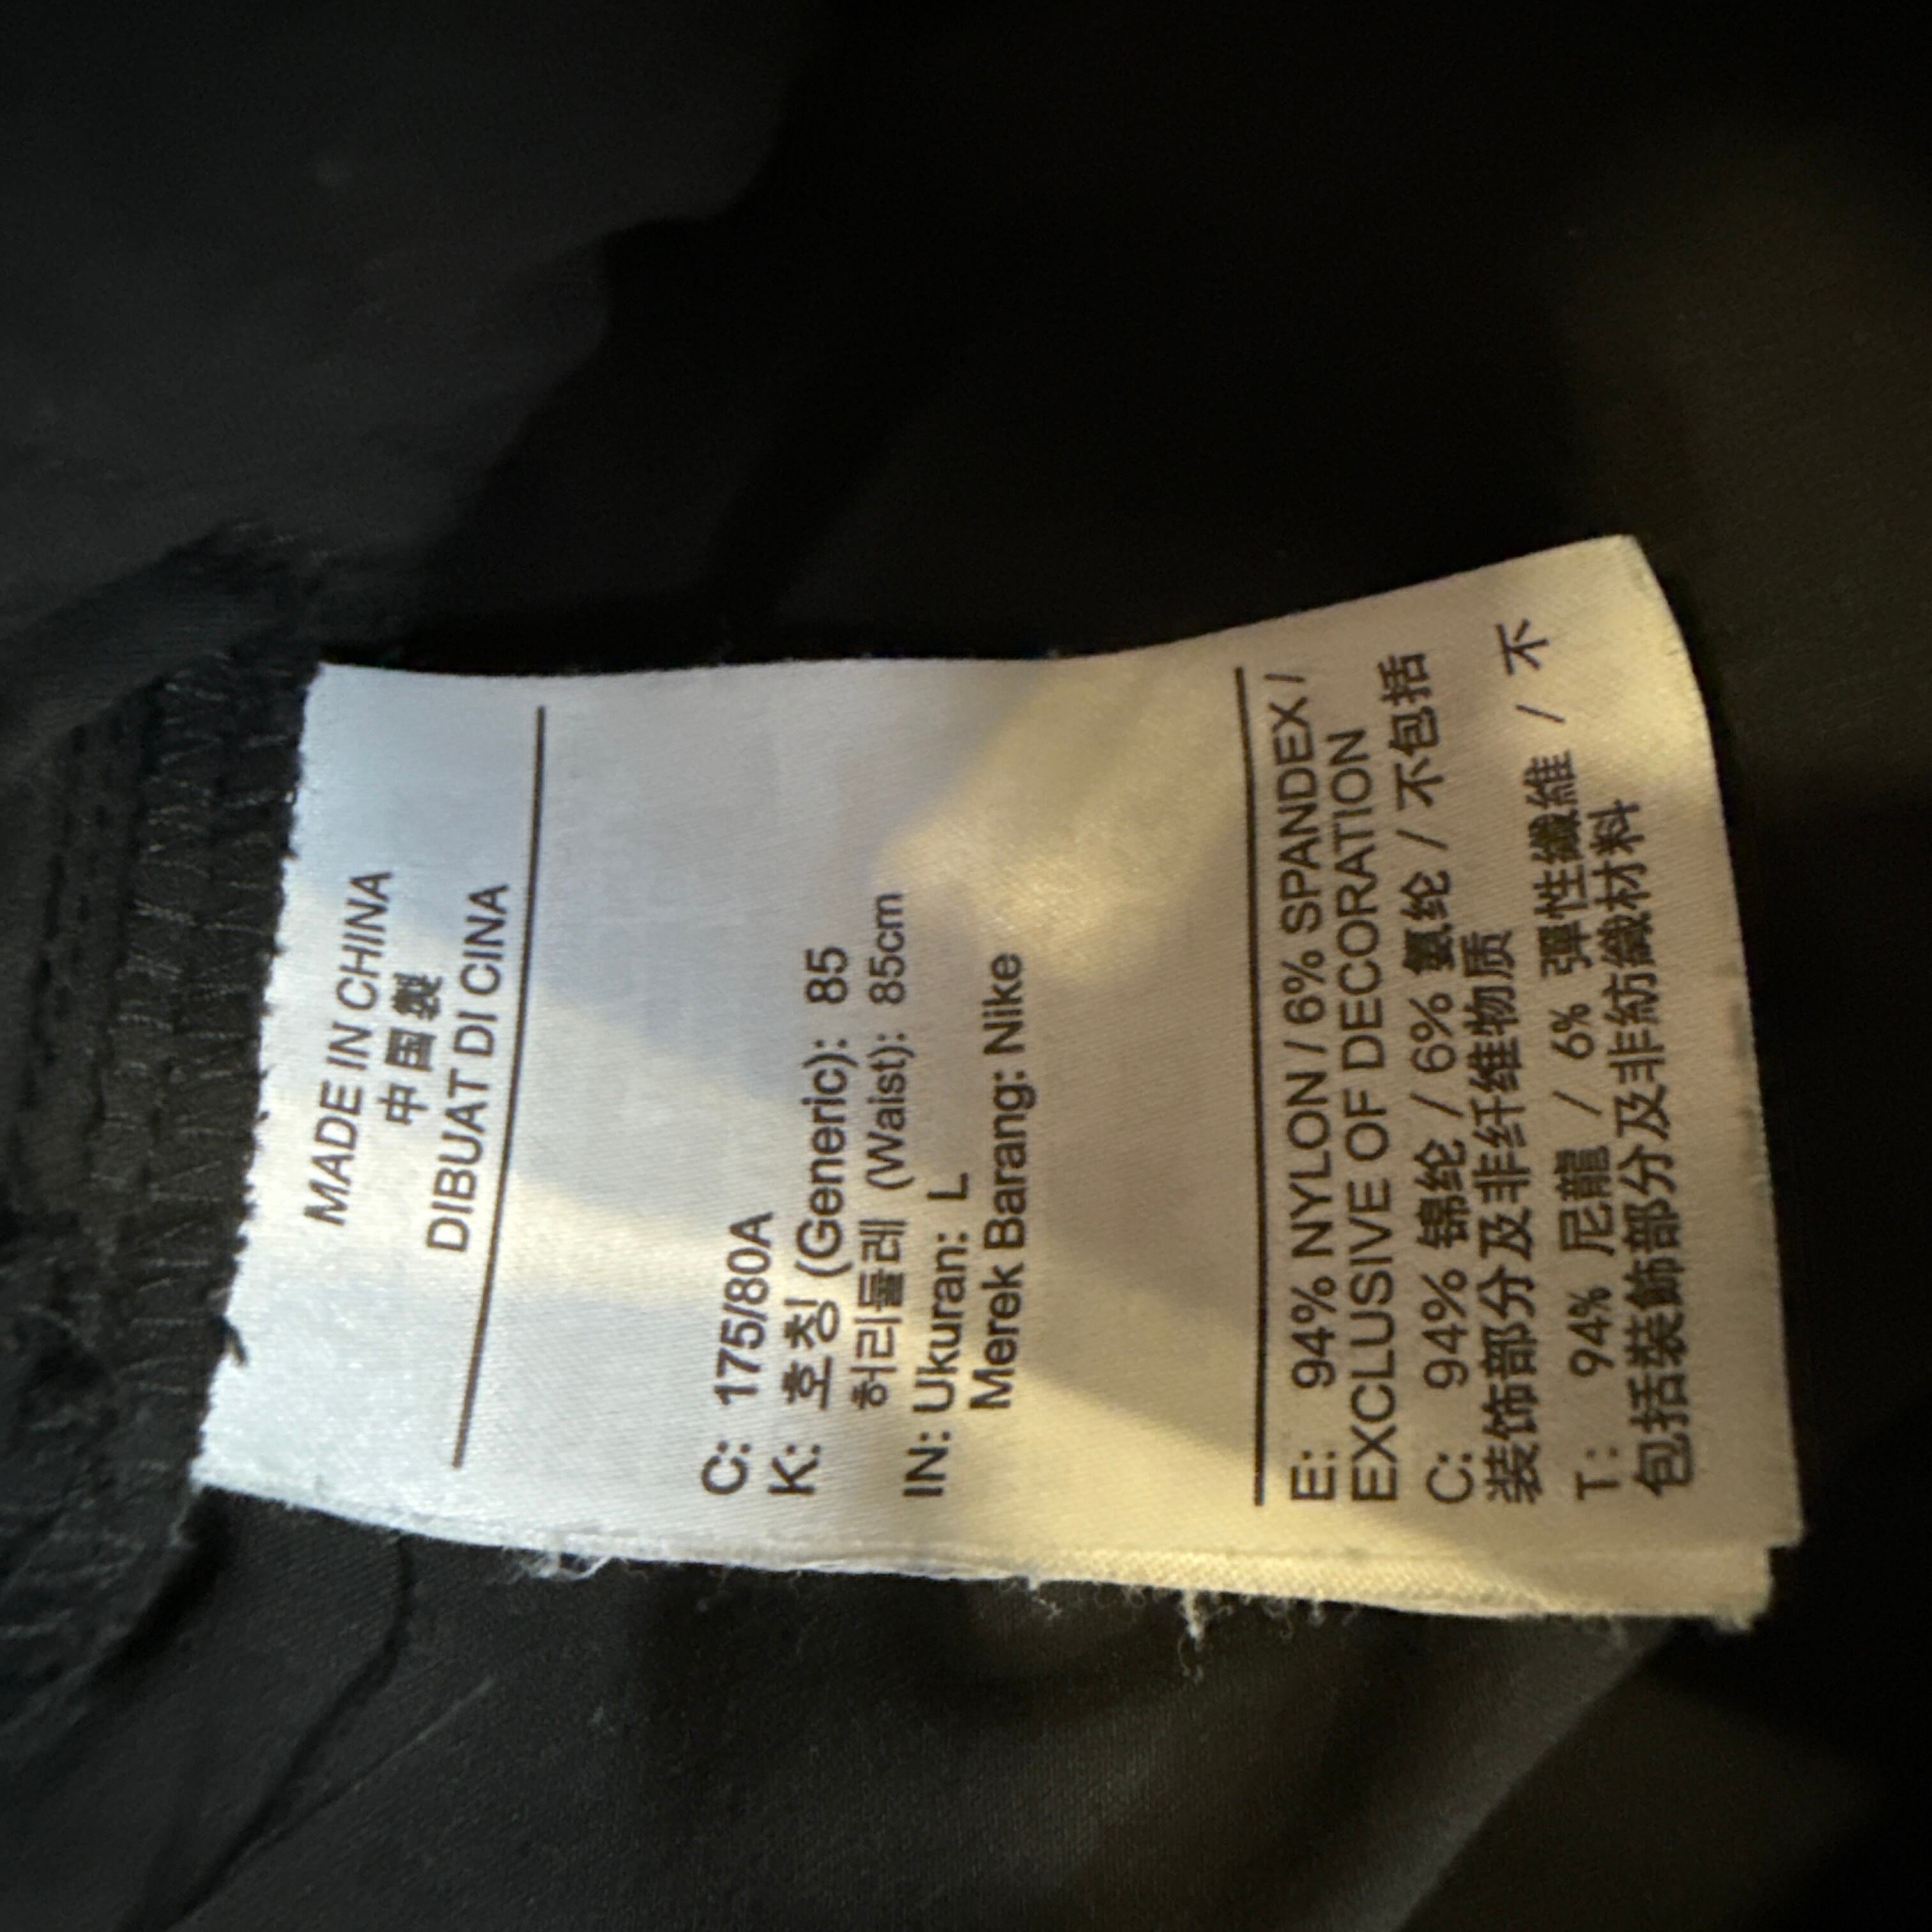 MADE IN CHINA
中国製
DIBUAT DI CINA
C: 175/80A
K: 호칭 (Generic): 85
허리둘레 (Waist): 85cm
IN: Ukuran: L
Merek Barang: Nike
E: 94% NYLON / 6% SPANDEX /
EXCLUSIVE OF DECORATION
C: 94% 锦纶 / 6% 氨纶 / 不包括
装饰部分及非纤维物质
T: 94% 尼龍 / 6% 彈性纖維 / 不
包括裝飾部分及非紡織材料